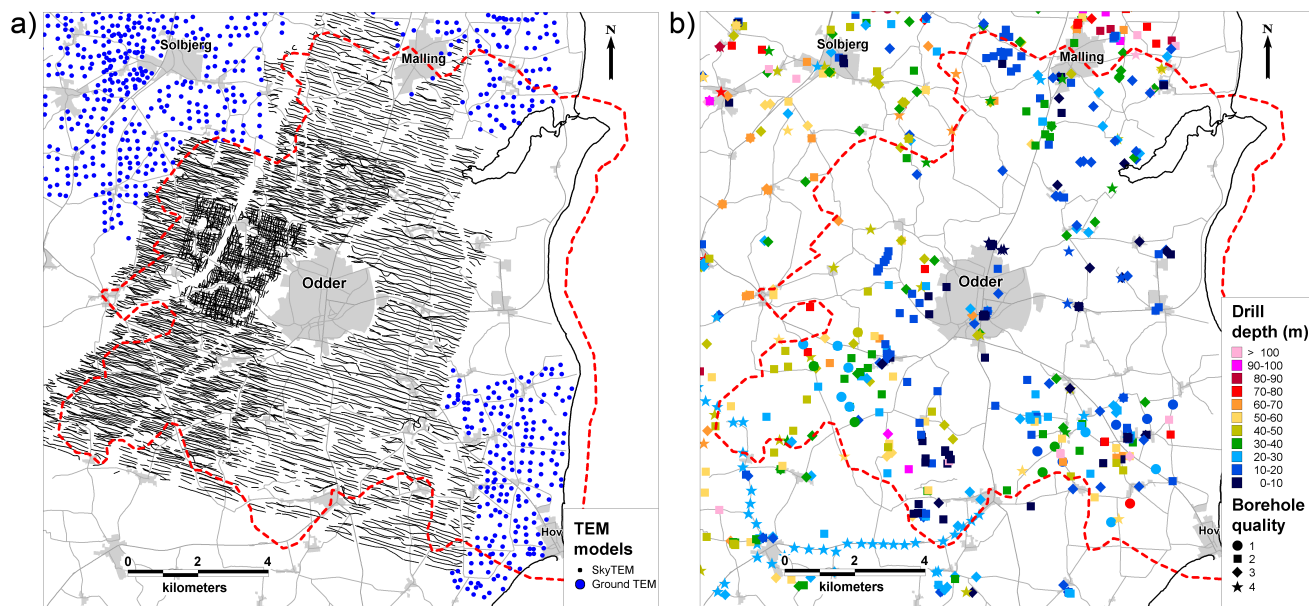 a)
Solbjerg
Malling
N
Odder
Hov
0 2 4
kilometers
TEM
models
SkyTEM
Ground TEM
b)
Solbjerg
Malling
N
Odder
Hov
0 2 4
kilometers
Drill
depth (m)
> 100
90-100
80-90
70-80
60-70
50-60
40-50
30-40
20-30
10-20
0-10
Borehole
quality
1
2
3
4